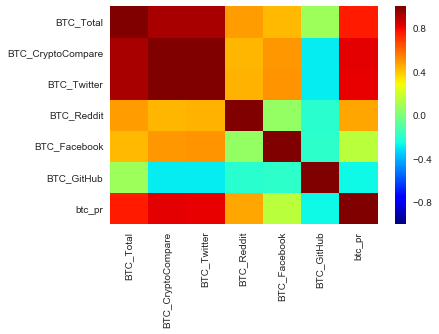 BTC_Total
BTC_CryptoCompare
BTC_Twitter
BTC_Reddit
BTC_Facebook
BTC_GitHub
btc_pr
BTC_Total
BTC_CryptoCompare
BTC_Twitter
BTC_Reddit
BTC_Facebook
BTC_GitHub
btc_pr
0.8
0.4
0.0
−0.4
−0.8